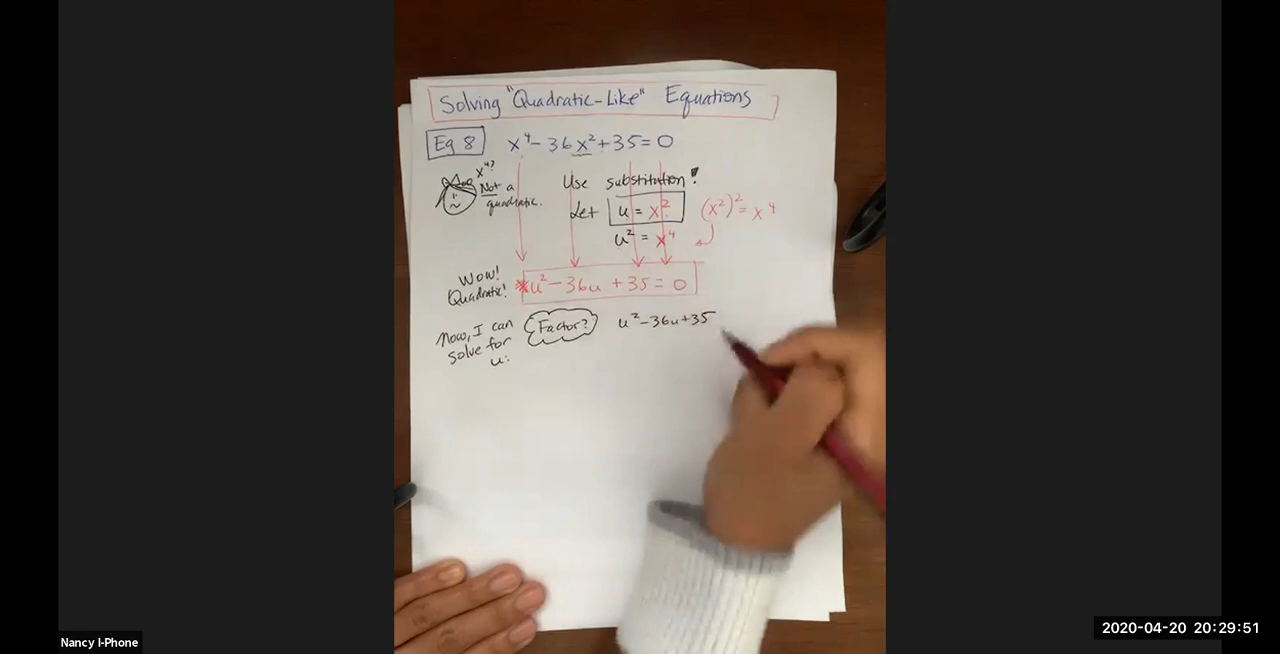 Solving "Quadratic-Like" Equations
Eg 8 x⁴ - 36x² + 35 = 0
x⁴?
Not a
quadratic.
Use substitution!
Let u = x² (x²)² = x⁴
u² = x⁴
Wow!
Quadratic! *u² - 36u + 35 = 0
Now, I can
solve for
u:
Factor? u² - 36u + 35
Nancy I-Phone
2020-04-20 20:29:51